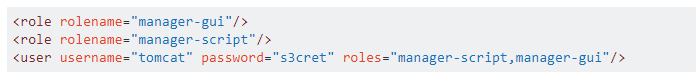 <role rolename="manager-gui"/>
<role rolename="manager-script"/>
<user username="tomcat" password="s3cret" roles="manager-script,manager-gui"/>